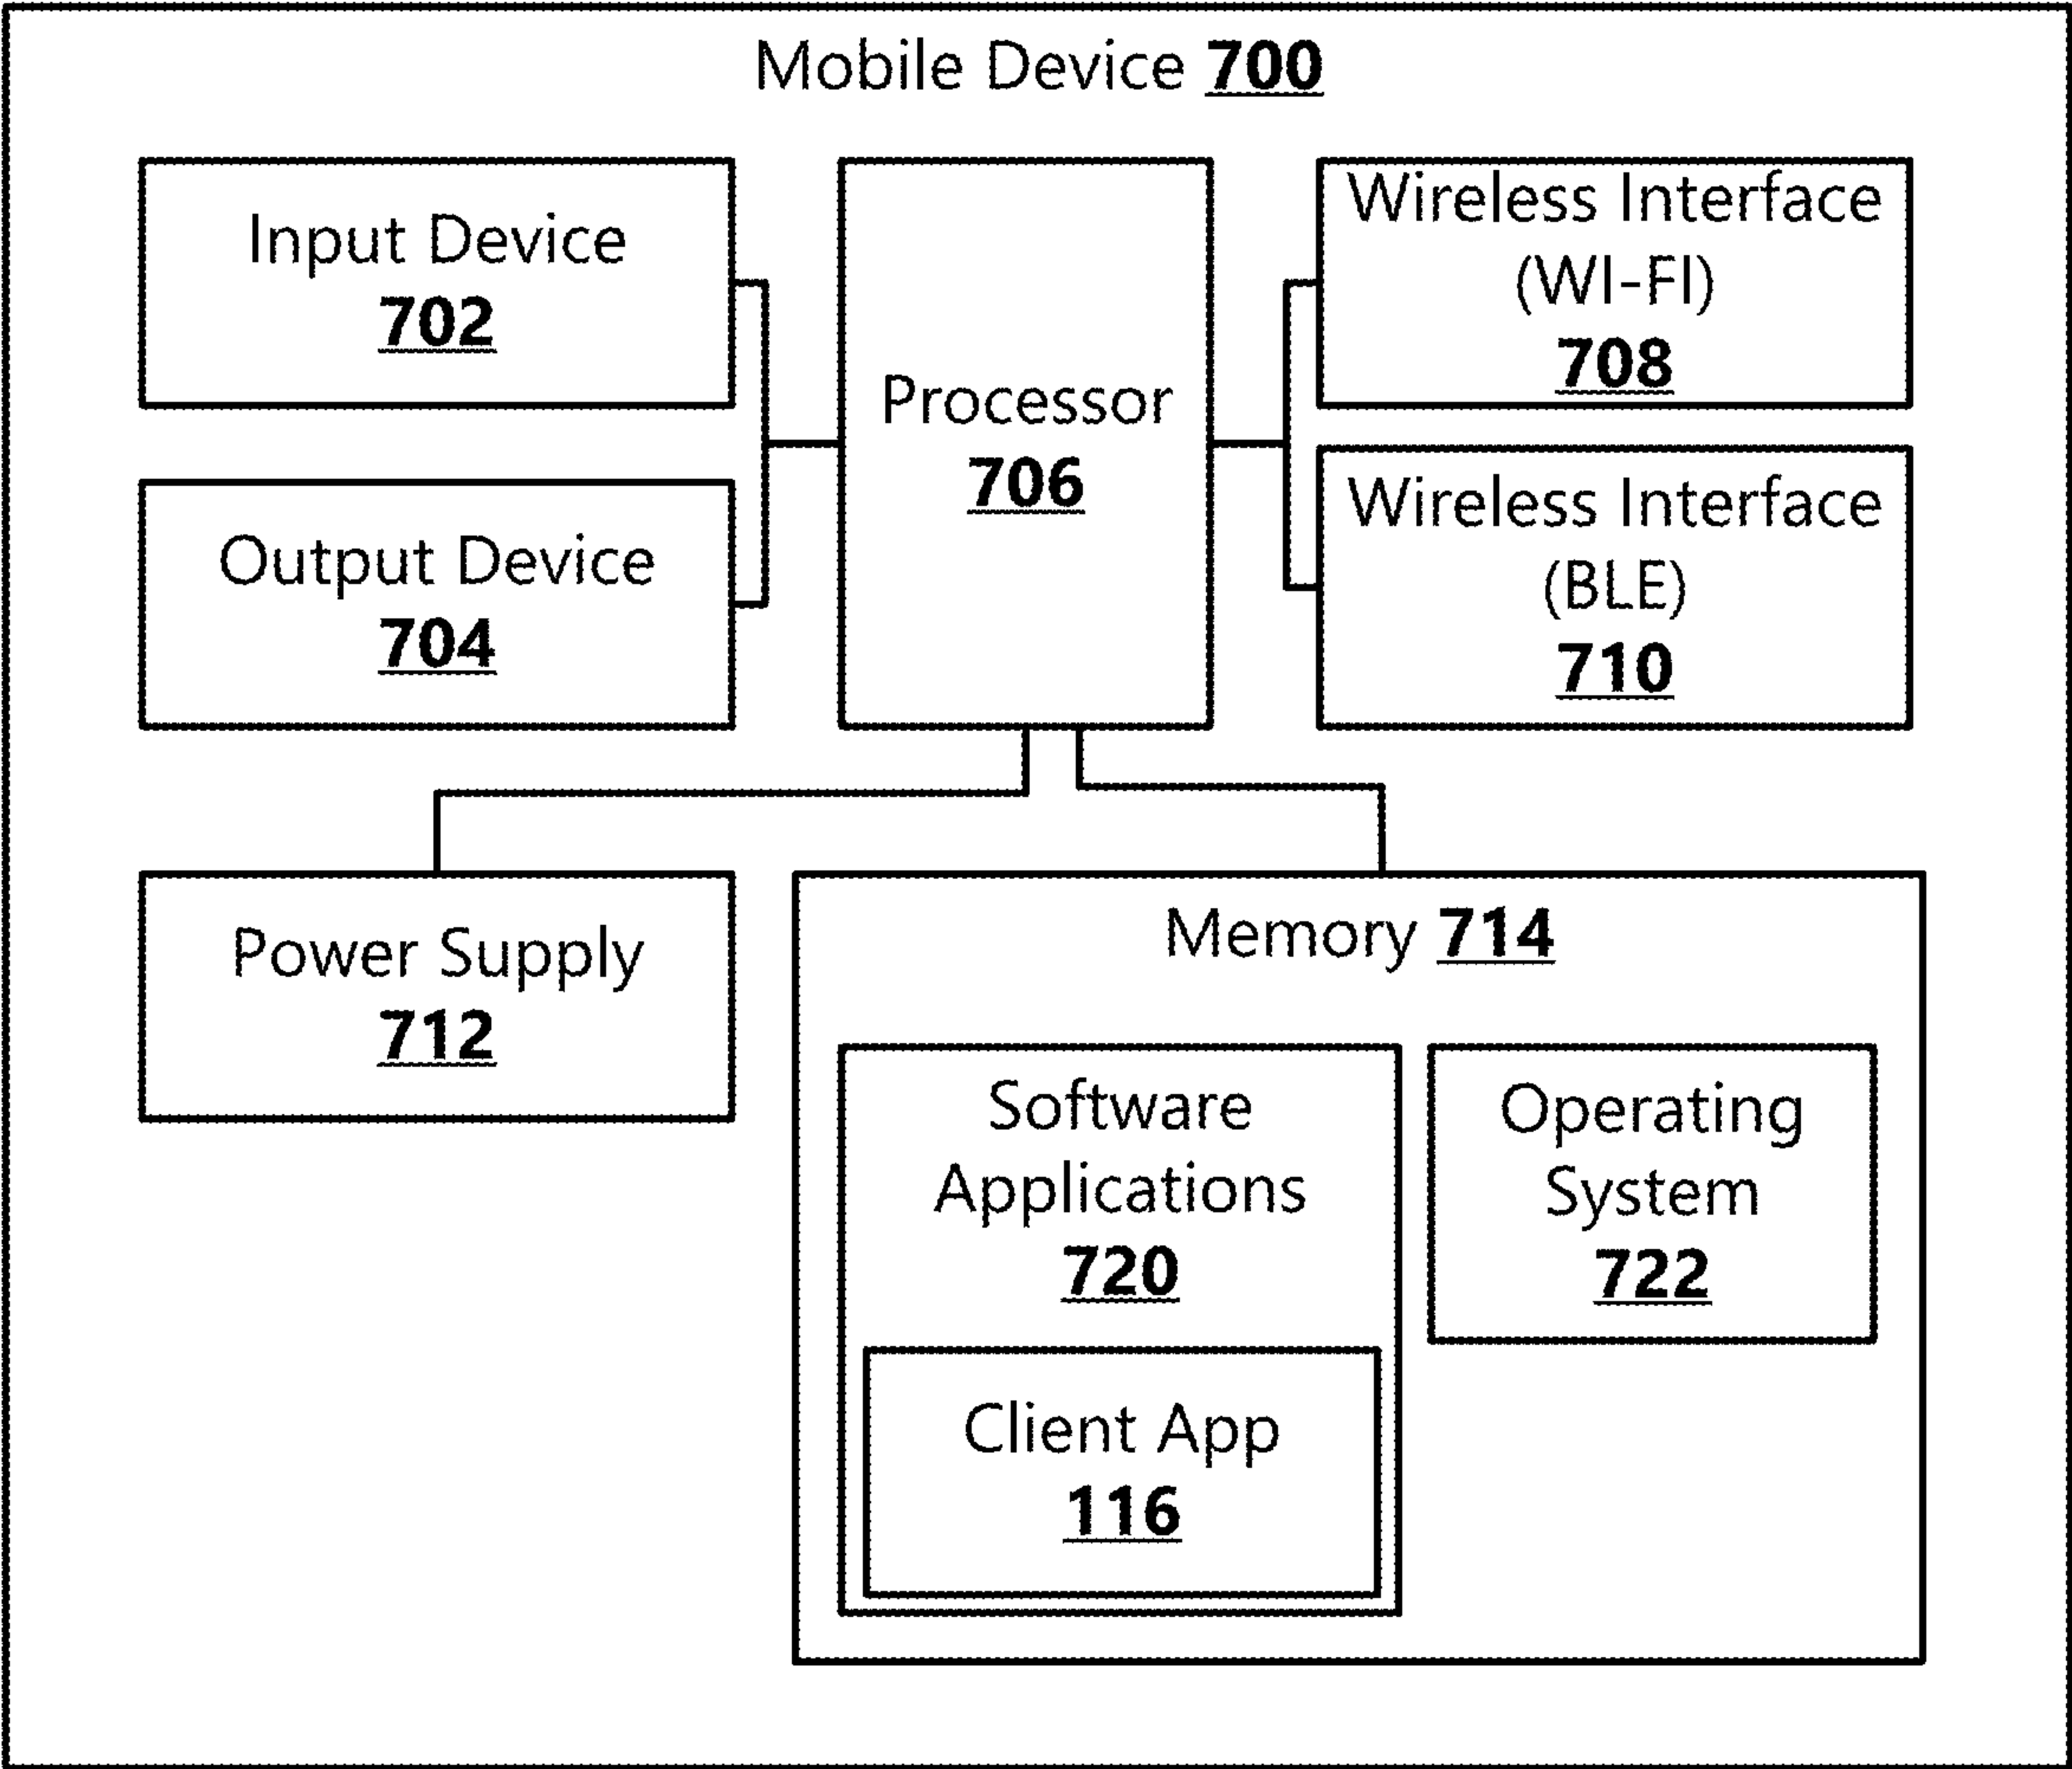 Mobile Device 700
Input Device
702
Output Device
704
Processor
706
Wireless Interface
(WI-FI)
708
Wireless Interface
(BLE)
710
Power Supply
712
Memory 714
Software
Applications
720
Client App
116
Operating
System
722